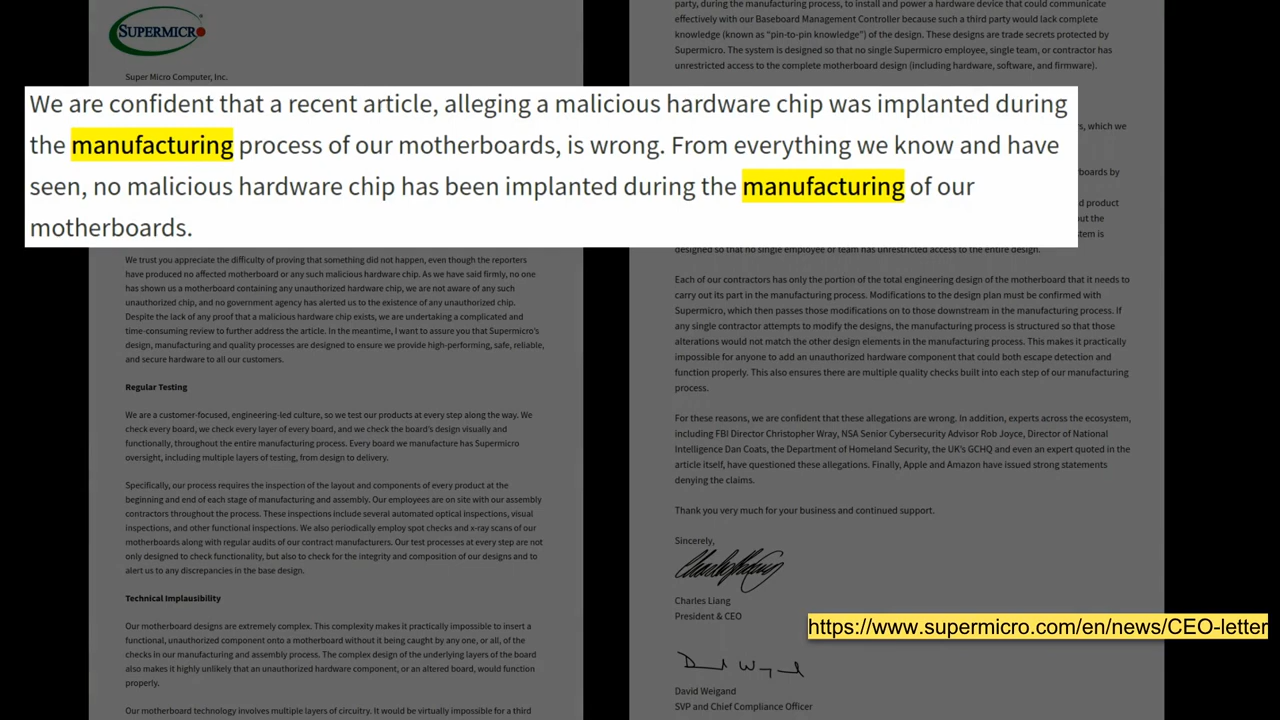 SUPERMICRO
Super Micro Computer, Inc.
We are confident that a recent article, alleging a malicious hardware chip was implanted during
the manufacturing process of our motherboards, is wrong. From everything we know and have
seen, no malicious hardware chip has been implanted during the manufacturing of our
motherboards.
We trust you appreciate the difficulty of proving that something did not happen, even though the reporters
have produced no affected motherboard or any such malicious hardware chip. As we have said firmly, no one
has shown us a motherboard containing any unauthorized hardware chip, we are not aware of any such
unauthorized chip, and no government agency has alerted us to the existence of any unauthorized chip.
Despite the lack of any proof that a malicious hardware chip exists, we are undertaking a complicated and
time-consuming review to further address the article. In the meantime, I want to assure you that Supermicro's
design, manufacturing and quality processes are designed to ensure we provide high-performing, safe, reliable,
and secure hardware to all our customers.
Regular Testing
We are a customer-focused, engineering-led culture, so we test our products at every step along the way. We
check every board, we check every layer of every board, and we check the board's design visually and
functionally, throughout the entire manufacturing process. Every board we manufacture has Supermicro
oversight, including multiple layers of testing, from design to delivery.
Specifically, our process requires the inspection of the layout and components of every product at the
beginning and end of each stage of manufacturing and assembly. Our employees are on site with our assembly
contractors throughout the process. These inspections include several automated optical inspections, visual
inspections, and other functional inspections. We also periodically employ spot checks and x-ray scans of our
motherboards along with regular audits of our contract manufacturers. Our test processes at every step are not
only designed to check functionality, but also to check for the integrity and composition of our designs and to
alert us to any discrepancies in the base design.
Technical Implausibility
Our motherboard designs are extremely complex. This complexity makes it practically impossible to insert a
functional, unauthorized component onto a motherboard without it being caught by any one, or all, of the
checks in our manufacturing and assembly process. The complex design of the underlying layers of the board
also makes it highly unlikely that an unauthorized hardware component, or an altered board, would function
properly.
Our motherboard technology involves multiple layers of circuitry. It would be virtually impossible for a third
party, during the manufacturing process, to install and power a hardware device that could communicate
effectively with our Baseboard Management Controller because such a third party would lack complete
knowledge (known as “pin-to-pin knowledge”) of the design. These designs are trade secrets protected by
Supermicro. The system is designed so that no single Supermicro employee, single team, or contractor has
unrestricted access to the complete motherboard design (including hardware, software, and firmware).
, which we
boards by
d product
out the
stem is
designed so that no single employee or team has unrestricted access to the entire design.
Each of our contractors has only the portion of the total engineering design of the motherboard that it needs to
carry out its part in the manufacturing process. Modifications to the design plan must be confirmed with
Supermicro, which then passes those modifications on to those downstream in the manufacturing process. If
any single contractor attempts to modify the designs, the manufacturing process is structured so that those
alterations would not match the other design elements in the manufacturing process. This makes it practically
impossible for anyone to add an unauthorized hardware component that could both escape detection and
function properly. This also ensures there are multiple quality checks built into each step of our manufacturing
process.
For these reasons, we are confident that these allegations are wrong. In addition, experts across the ecosystem,
including FBI Director Christopher Wray, NSA Senior Cybersecurity Advisor Rob Joyce, Director of National
Intelligence Dan Coats, the Department of Homeland Security, the UK's GCHQ and even an expert quoted in the
article itself, have questioned these allegations. Finally, Apple and Amazon have issued strong statements
denying the claims.
Thank you very much for your business and continued support.
Sincerely,
Charles Liang
President & CEO
https://www.supermicro.com/en/news/CEO-letter
David Weigand
SVP and Chief Compliance Officer